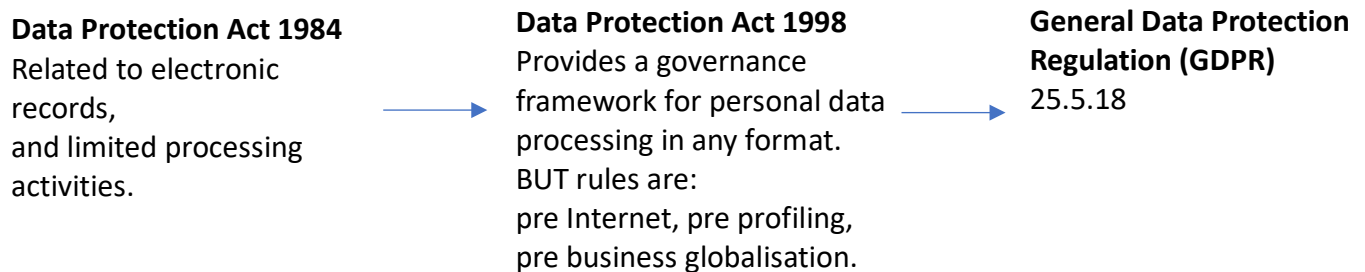 Data Protection Act 1984
Related to electronic
records,
and limited processing
activities.
Data Protection Act 1998
Provides a governance
framework for personal data
processing in any format.
BUT rules are:
pre Internet, pre profiling,
pre business globalisation.
General Data Protection
Regulation (GDPR)
25.5.18